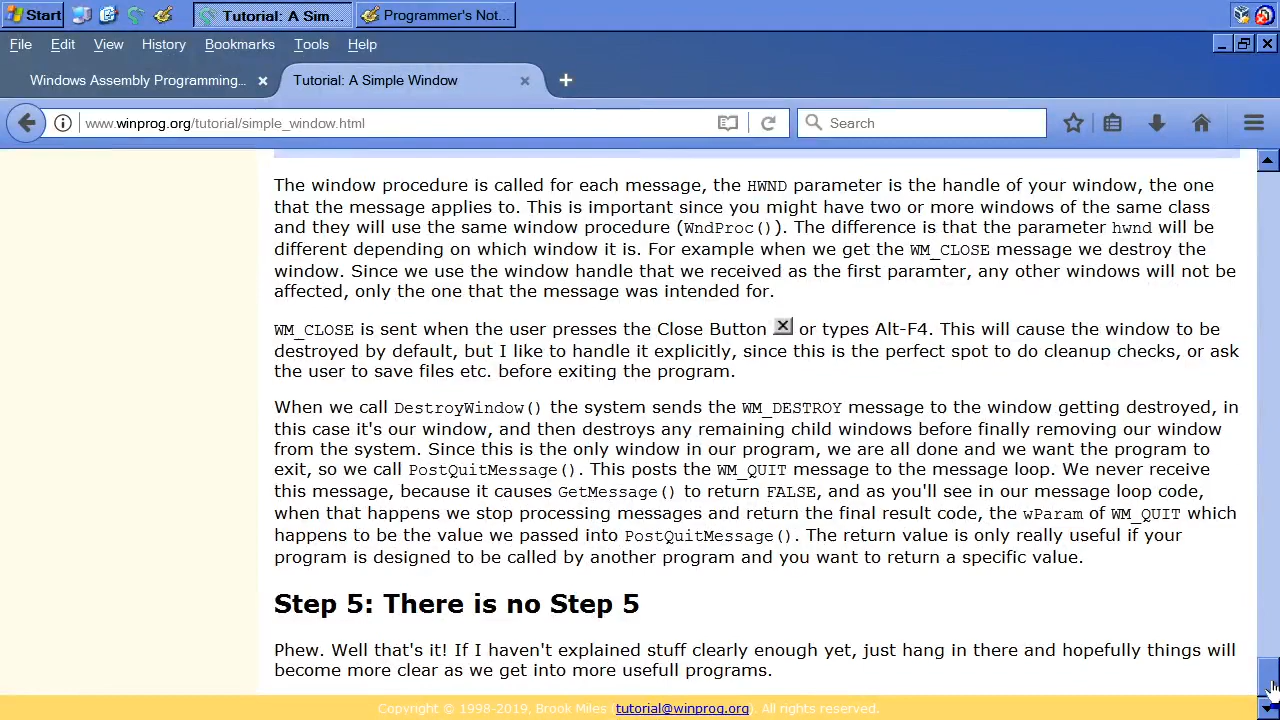 Start Tutorial: A Sim... Programmer's Not...
File Edit View History Bookmarks Tools Help
Windows Assembly Programming... Tutorial: A Simple Window
www.winprog.org/tutorial/simple_window.html Search
The window procedure is called for each message, the HWND parameter is the handle of your window, the one
that the message applies to. This is important since you might have two or more windows of the same class
and they will use the same window procedure (WndProc()). The difference is that the parameter hwnd will be
different depending on which window it is. For example when we get the WM_CLOSE message we destroy the
window. Since we use the window handle that we received as the first paramter, any other windows will not be
affected, only the one that the message was intended for.
WM_CLOSE is sent when the user presses the Close Button or types Alt-F4. This will cause the window to be
destroyed by default, but I like to handle it explicitly, since this is the perfect spot to do cleanup checks, or ask
the user to save files etc. before exiting the program.
When we call DestroyWindow() the system sends the WM_DESTROY message to the window getting destroyed, in
this case it's our window, and then destroys any remaining child windows before finally removing our window
from the system. Since this is the only window in our program, we are all done and we want the program to
exit, so we call PostQuitMessage(). This posts the WM_QUIT message to the message loop. We never receive
this message, because it causes GetMessage() to return FALSE, and as you'll see in our message loop code,
when that happens we stop processing messages and return the final result code, the wParam of WM_QUIT which
happens to be the value we passed into PostQuitMessage(). The return value is only really useful if your
program is designed to be called by another program and you want to return a specific value.
Step 5: There is no Step 5
Phew. Well that's it! If I haven't explained stuff clearly enough yet, just hang in there and hopefully things will
become more clear as we get into more usefull programs.
Copyright © 1998-2019, Brook Miles (tutorial@winprog.org). All rights reserved.